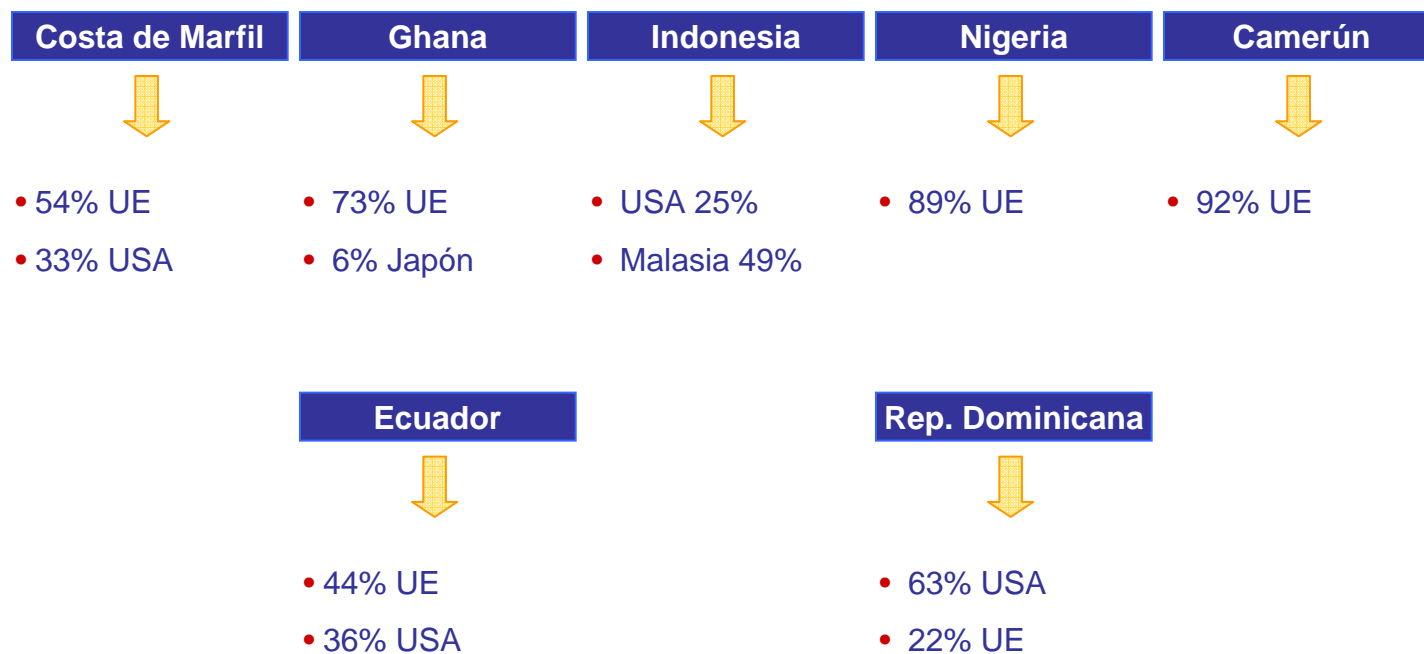 Costa de Marfil
Ghana
Indonesia
Nigeria
Camerún
• 54% UE
• 33% USA
• 73% UE
• 6% Japón
• USA 25%
• Malasia 49%
• 89% UE
• 92% UE
Ecuador
Rep. Dominicana
• 44% UE
• 36% USA
• 63% USA
• 22% UE